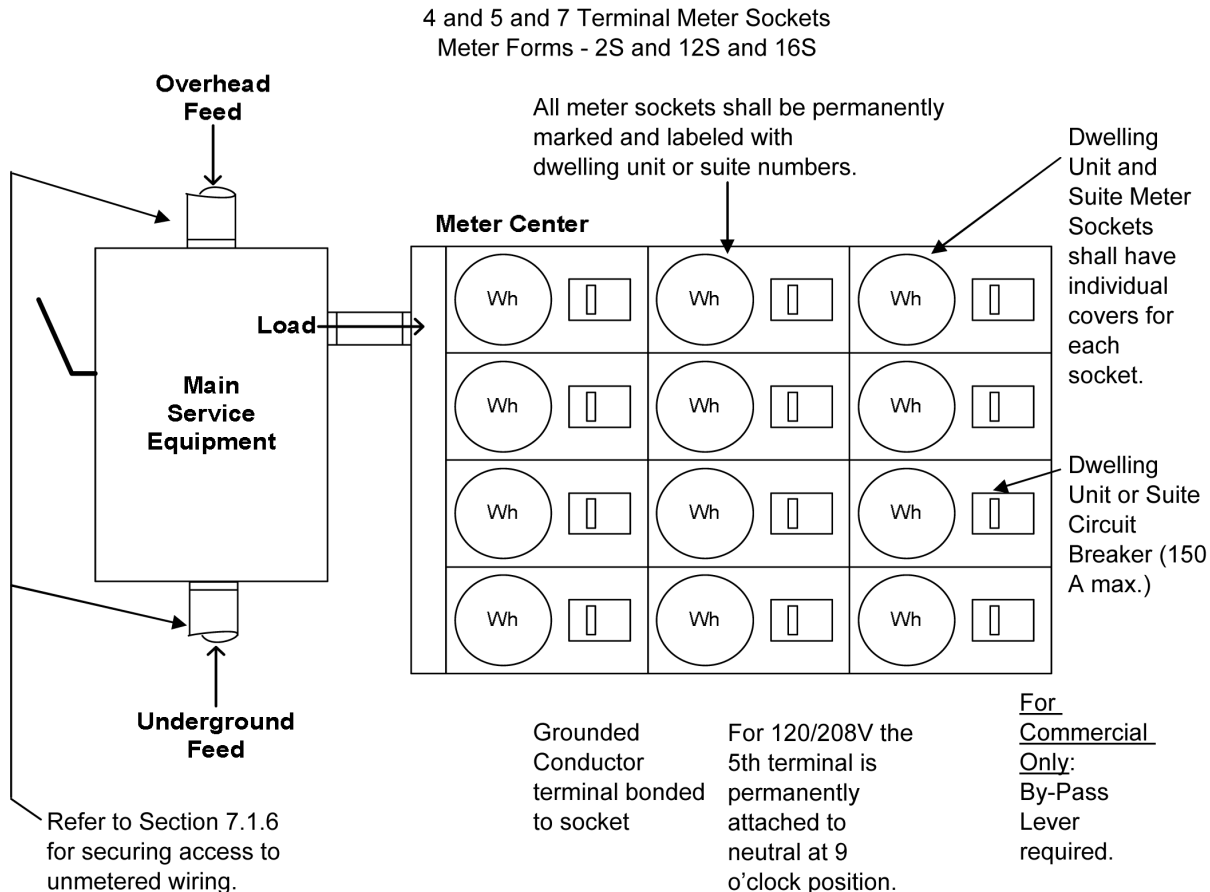 4 and 5 and 7 Terminal Meter Sockets
Meter Forms - 2S and 12S and 16S
Overhead
Feed
All meter sockets shall be permanently
marked and labeled with
dwelling unit or suite numbers.
Dwelling
Unit and
Suite Meter
Sockets
shall have
individual
covers for
each
socket.
Meter Center
Load
Main
Service
Equipment
Wh
Wh
Wh
Wh
Wh
Wh
Wh
Wh
Wh
Wh
Wh
Wh
Dwelling
Unit or Suite
Circuit
Breaker (150
A max.)
Underground
Feed
Refer to Section 7.1.6
for securing access to
unmetered wiring.
Grounded
Conductor
terminal bonded
to socket
For 120/208V the
5th terminal is
permanently
attached to
neutral at 9
o'clock position.
For
Commercial
Only:
By-Pass
Lever
required.